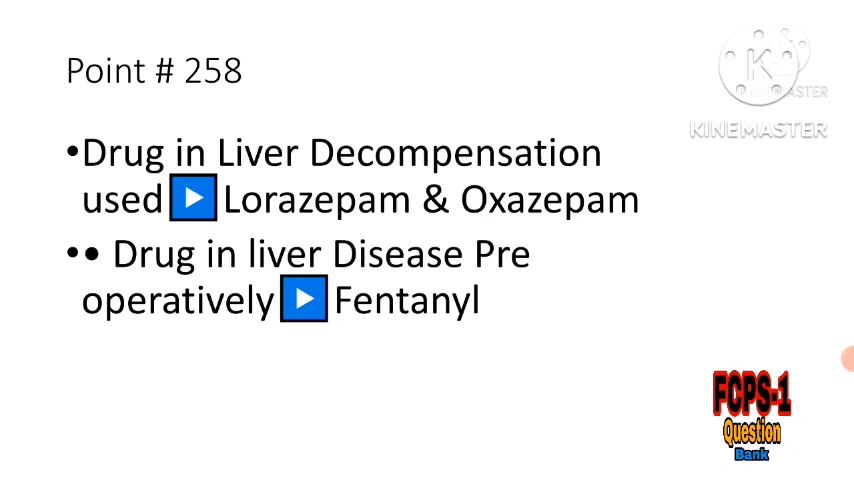 Point # 258
KINEMASTER
•Drug in Liver Decompensation
used ▶ Lorazepam & Oxazepam
•• Drug in liver Disease Pre
operatively ▶ Fentanyl
FCPS-1
Question
Bank